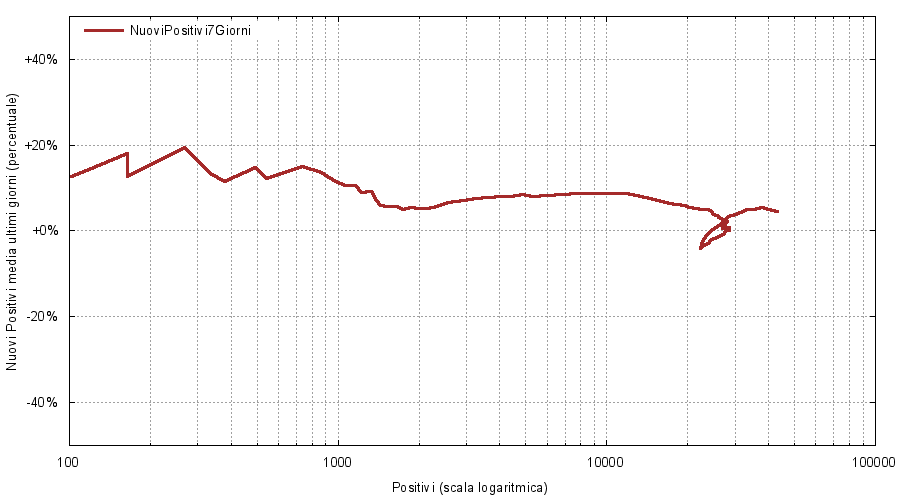 NuoviPositivi7Giorni
+40%
+20%
+0%
-20%
-40%
Nuovi Positivi media ultimi giorni (percentuale)
100 1000 10000 100000
Positivi (scala logaritmica)